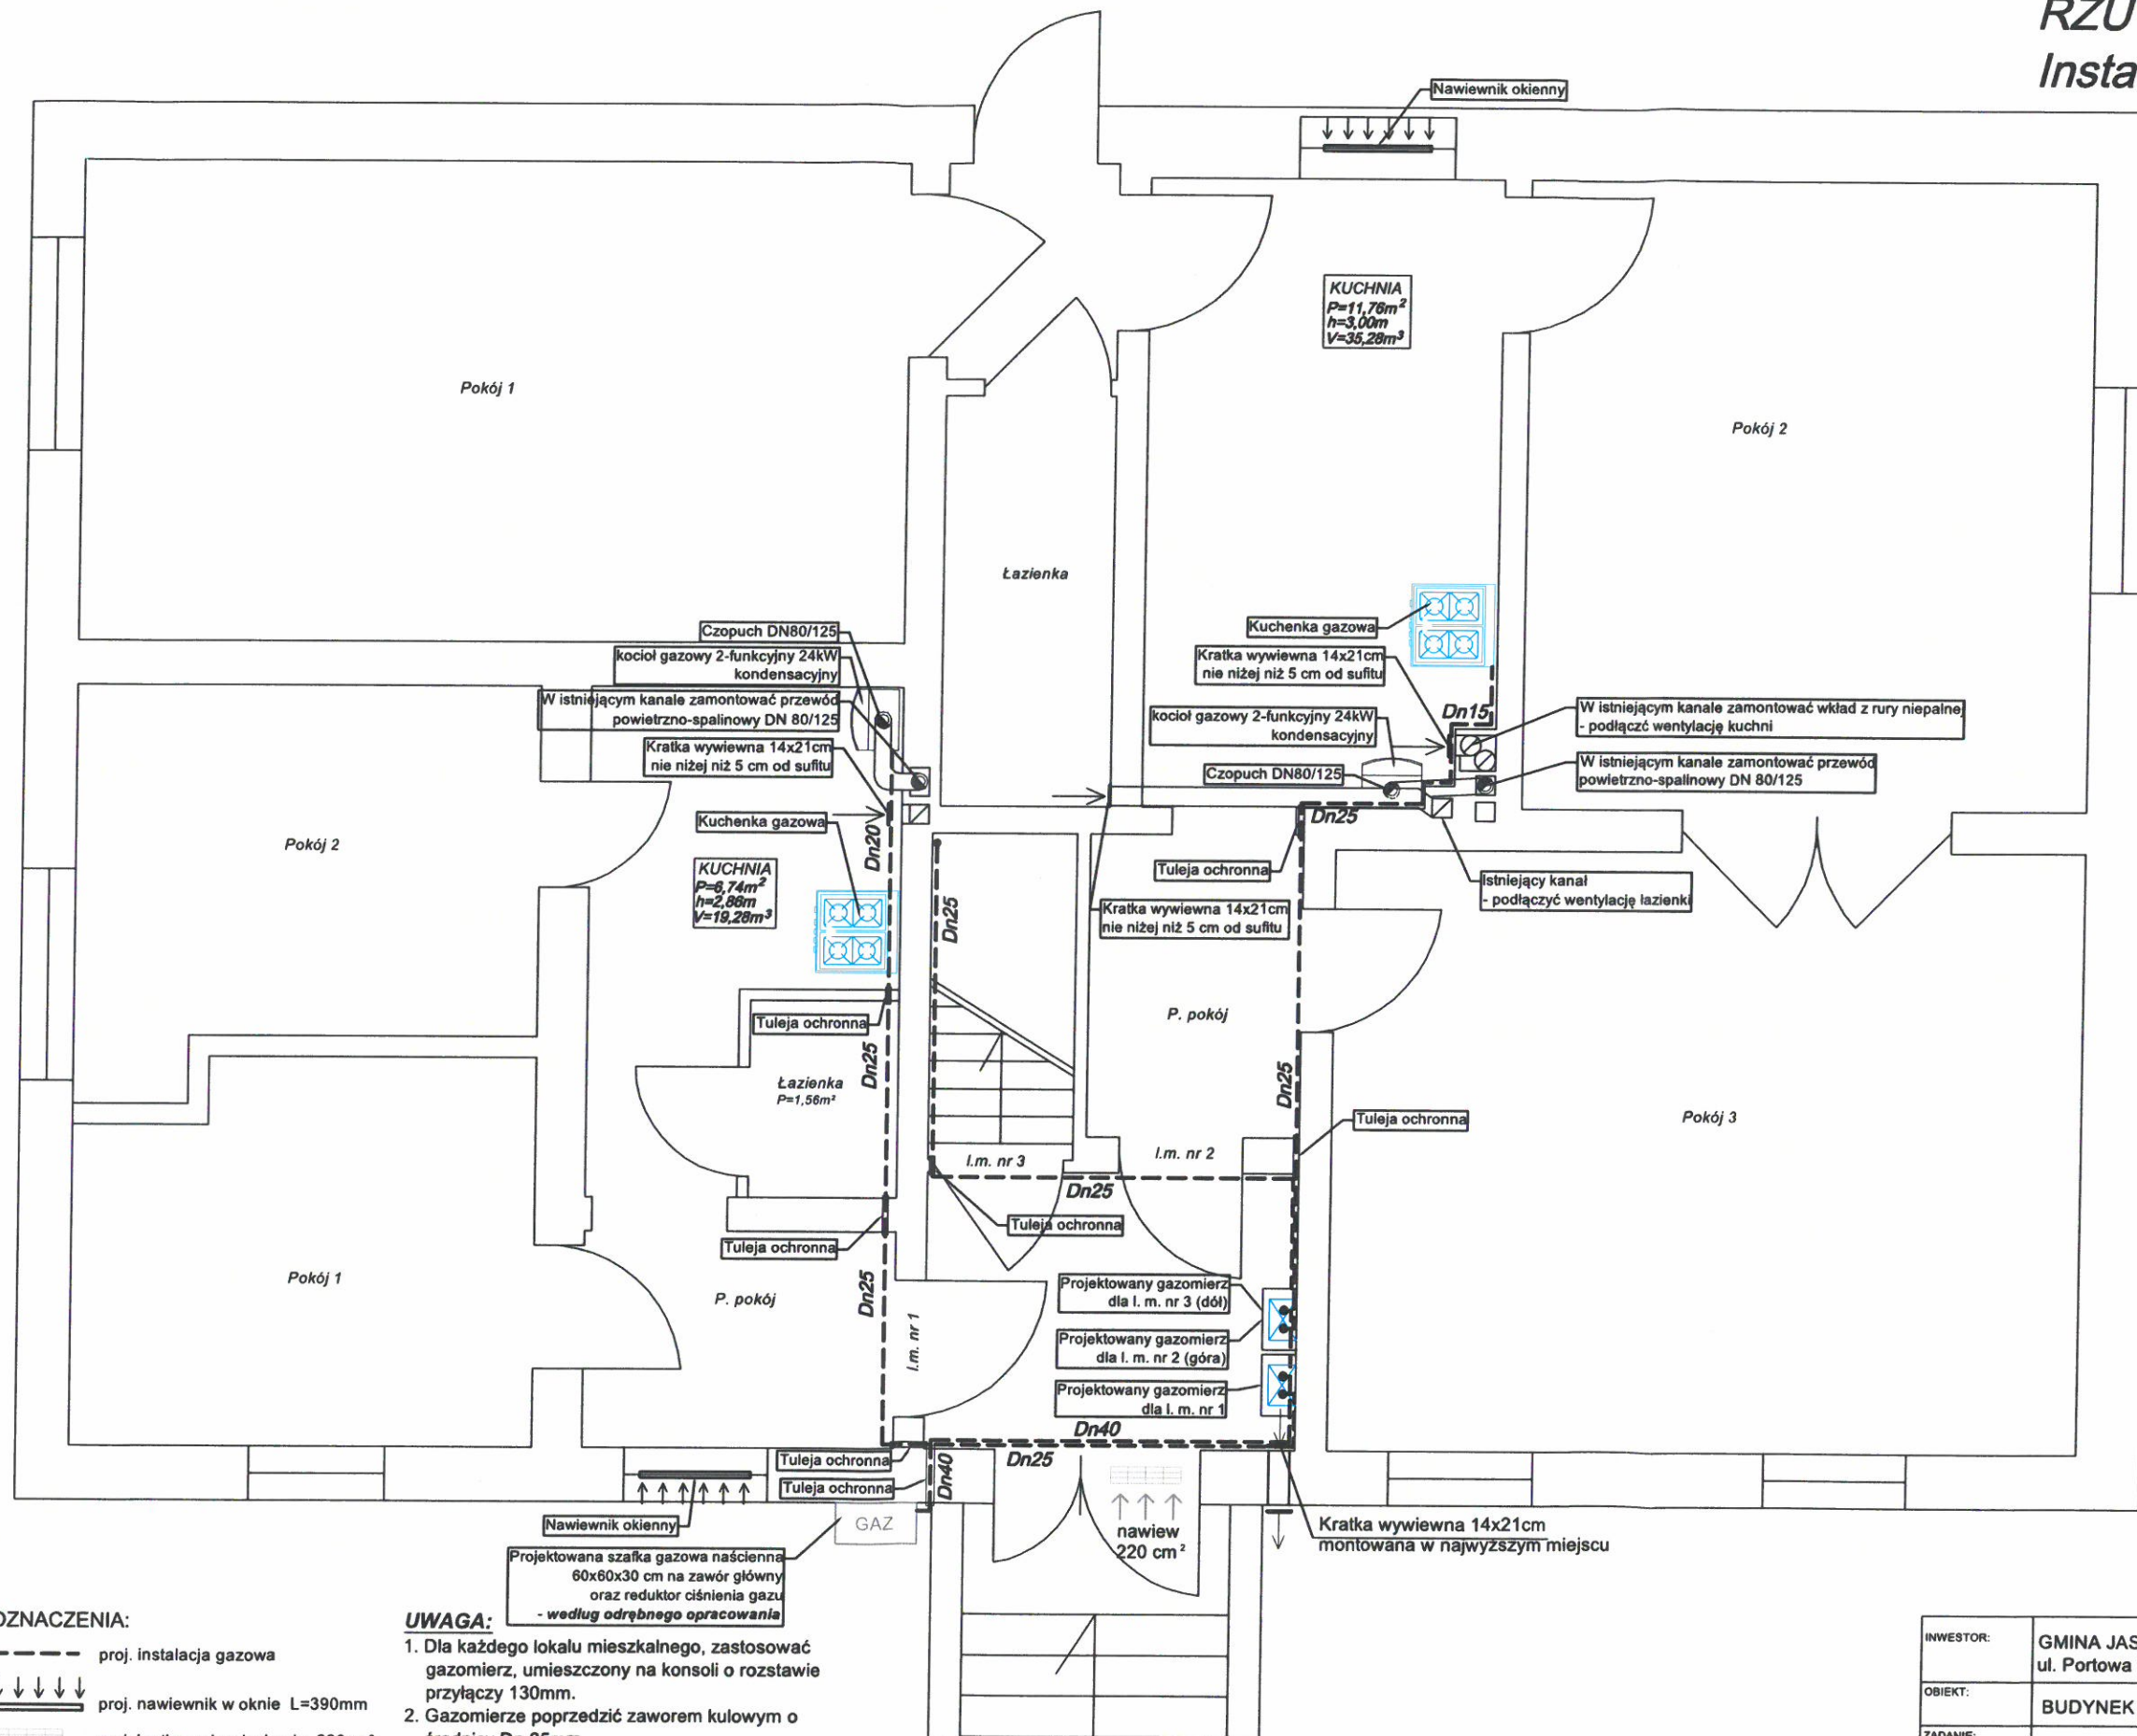 RZU
Insta
Nawiewnik okienny
KUCHNIA
P=11,76m²
h=3,00m
V=35,28m³
Pokój 1
Pokój 2
Łazienka
Czopuch DN80/125
kocioł gazowy 2-funkcyjny 24kW
kondensacyjny
W istniejącym kanale zamontować przewód
powietrzno-spalinowy DN 80/125
Kratka wywiewna 14x21cm
nie niżej niż 5 cm od sufitu
Kuchenka gazowa
Kuchenka gazowa
Kratka wywiewna 14x21cm
nie niżej niż 5 cm od sufitu
kocioł gazowy 2-funkcyjny 24kW
kondensacyjny
Czopuch DN80/125
Dn15
W istniejącym kanale zamontować wkład z rury niepalnej
- podłączć wentylację kuchni
W istniejącym kanale zamontować przewód
powietrzno-spalinowy DN 80/125
Dn25
Dn20
Pokój 2
KUCHNIA
P=6,74m²
h=2,86m
V=19,28m³
Dn25
Tuleja ochronna
Kratka wywiewna 14x21cm
nie niżej niż 5 cm od sufitu
Istniejący kanał
- podłączyć wentylację łazienki
Tuleja ochronna
P. pokój
Dn25
Łazienka
P=1,56m²
Dn25
Tuleja ochronna
Pokój 3
l.m. nr 3
l.m. nr 2
Dn25
Tuleja ochronna
Tuleja ochronna
Pokój 1
P. pokój
Dn25
l.m. nr 1
Projektowany gazomierz
dla l. m. nr 3 (dół)
Projektowany gazomierz
dla l. m. nr 2 (góra)
Projektowany gazomierz
dla l. m. nr 1
Dn40
Dn25
Tuleja ochronna
Tuleja ochronna
Dn40
Nawiewnik okienny
GAZ
nawiew
220 cm²
Kratka wywiewna 14x21cm
montowana w najwyższym miejscu
Projektowana szafka gazowa naścienna
60x60x30 cm na zawór główny
oraz reduktor ciśnienia gazu
- według odrębnego opracowania
OZNACZENIA:
proj. instalacja gazowa
proj. nawiewnik w oknie L=390mm
UWAGA:
1. Dla każdego lokalu mieszkalnego, zastosować
gazomierz, umieszczony na konsoli o rozstawie
przyłączy 130mm.
2. Gazomierze poprzedzić zaworem kulowym o
INWESTOR:
GMINA JAS
ul. Portowa
OBIEKT:
BUDYNEK